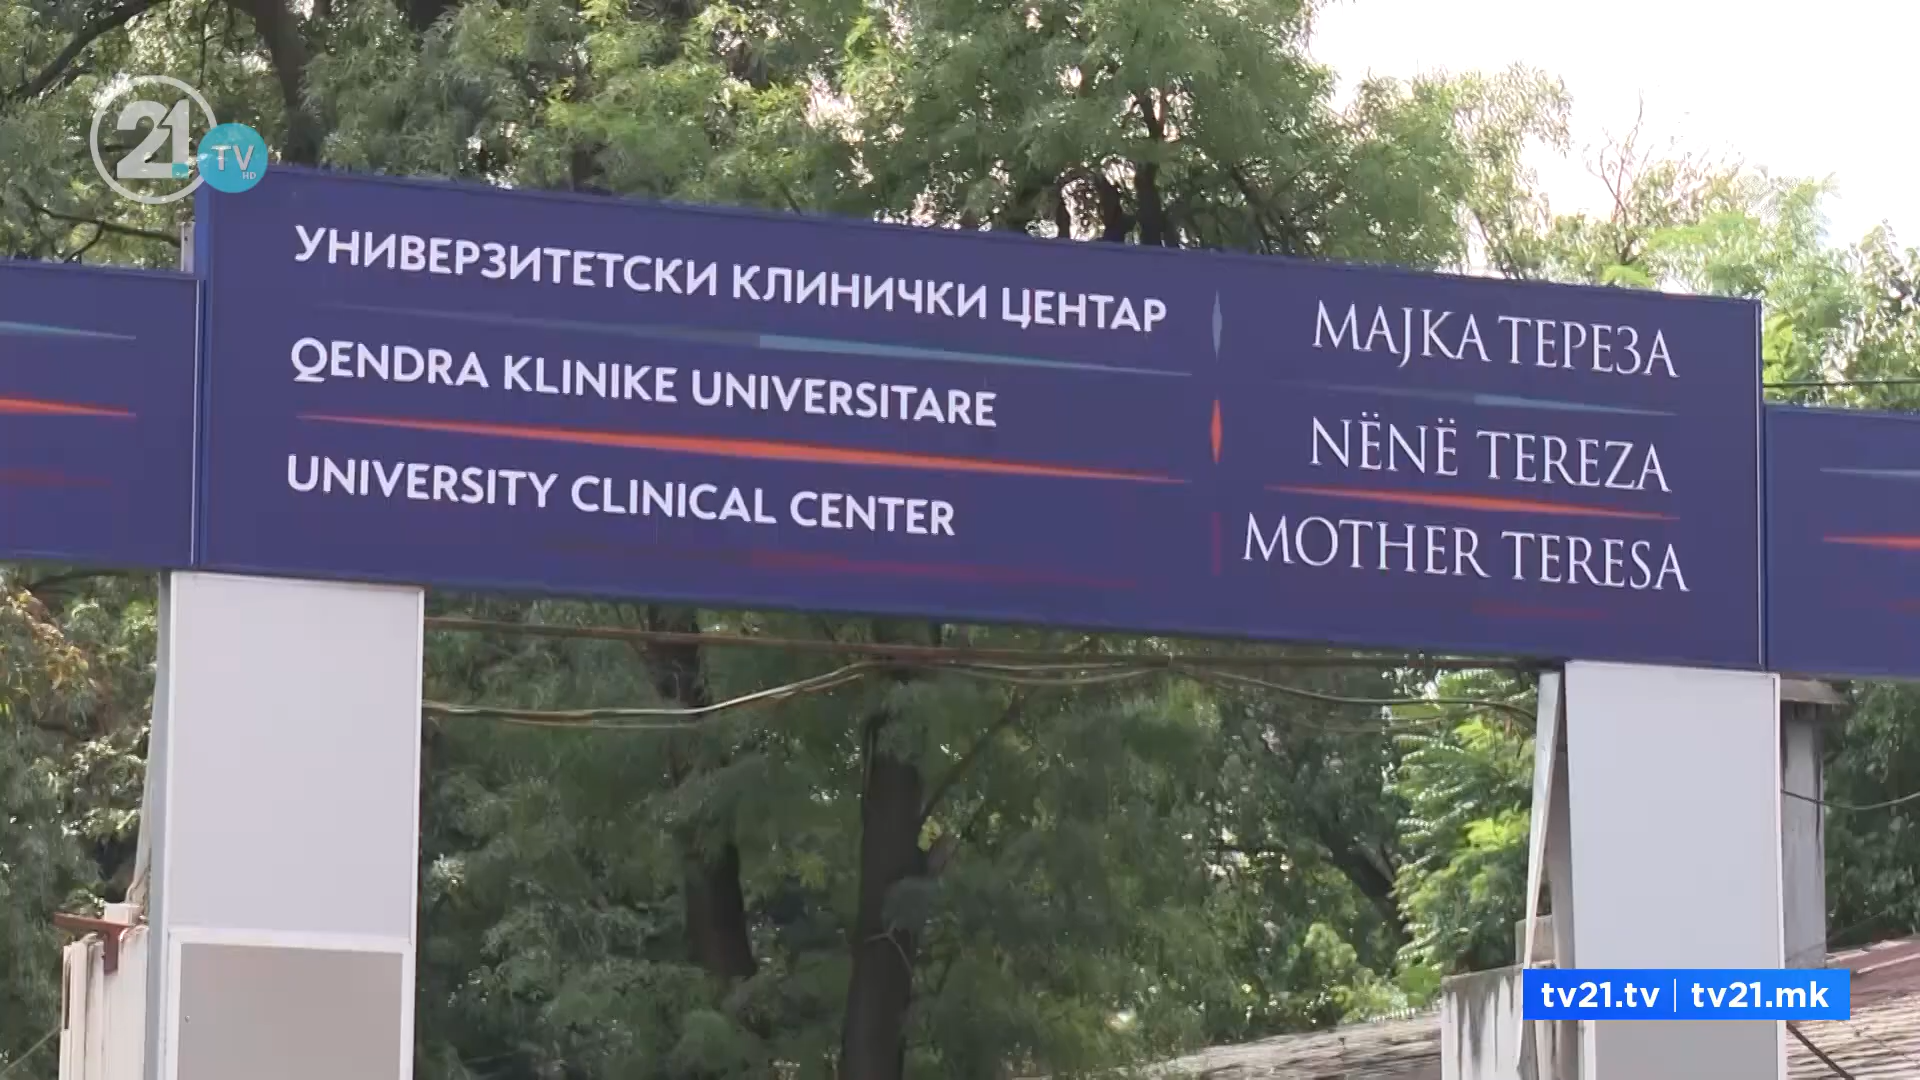 21
TV
HD
УНИВЕРЗИТЕТСКИ КЛИНИЧКИ ЦЕНТАР
МАЈКА ТЕРЕЗА
QENDRA KLINIKE UNIVERSITARE
NËNË TEREZA
UNIVERSITY CLINICAL CENTER
MOTHER TERESA
tv21.tv | tv21.mk